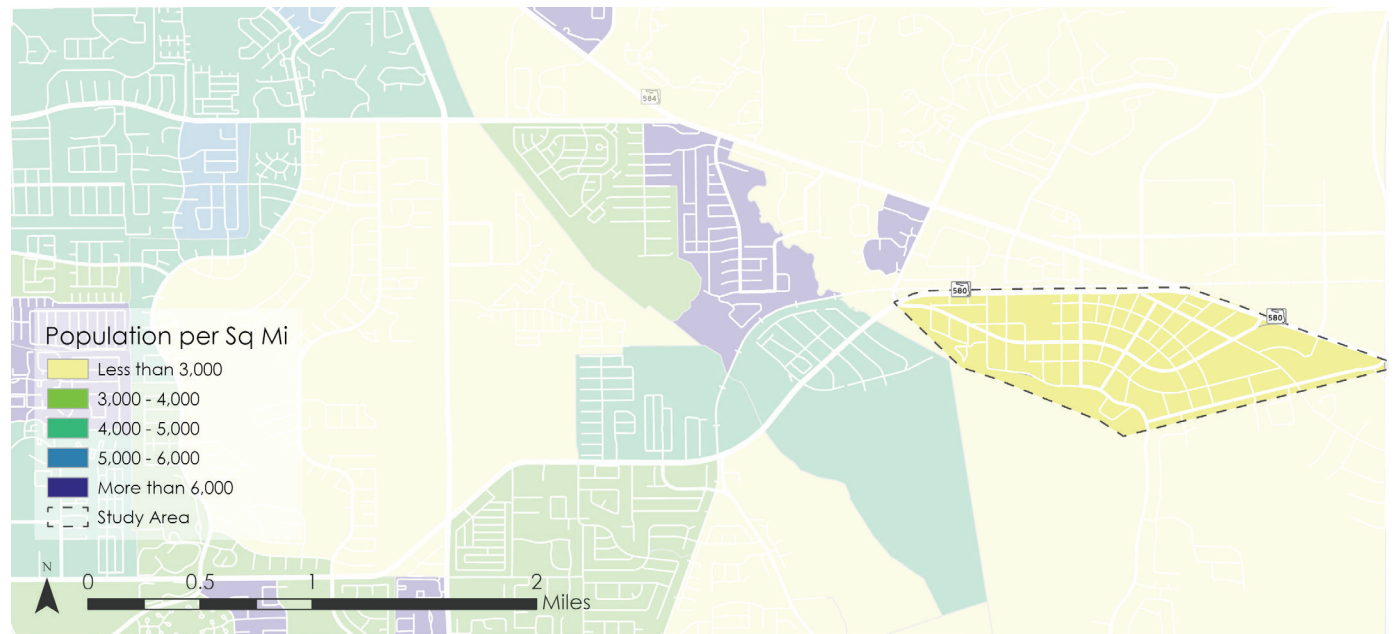 584
580
580
Population per Sq Mi
Less than 3,000
3,000 - 4,000
4,000 - 5,000
5,000 - 6,000
More than 6,000
Study Area
N
0 0.5 1 2
Miles